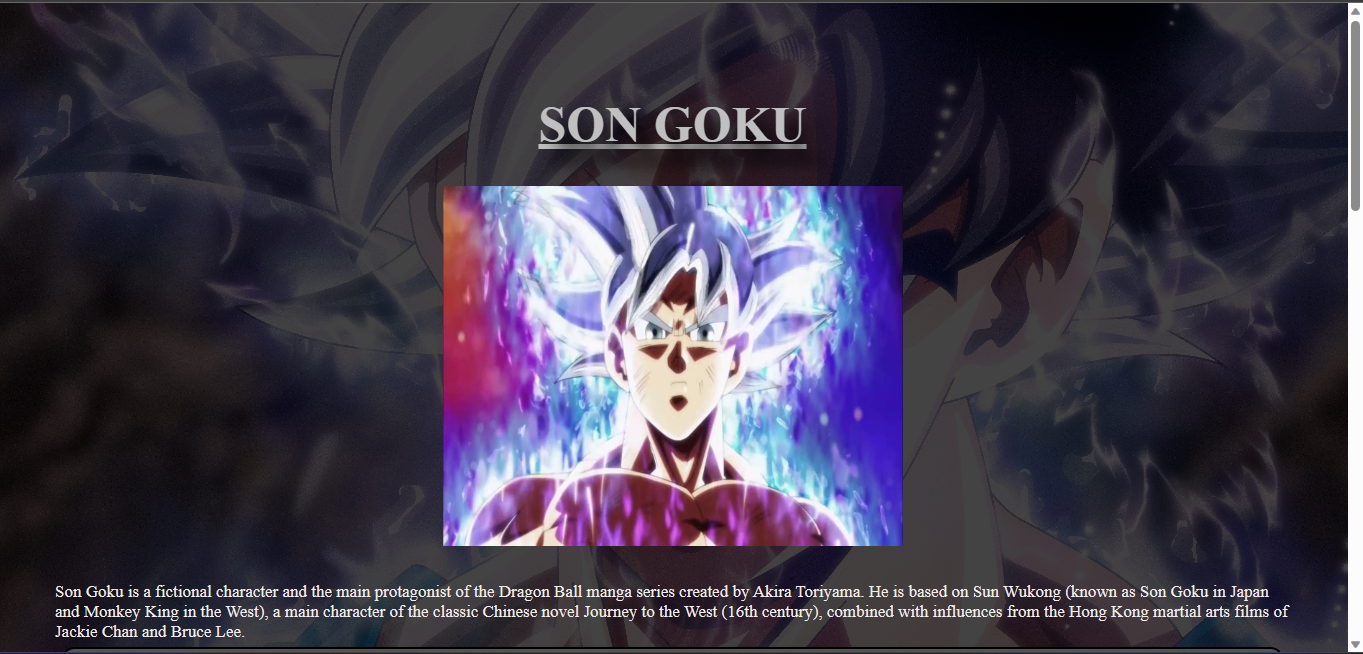 SON GOKU
Son Goku is a fictional character and the main protagonist of the Dragon Ball manga series created by Akira Toriyama. He is based on Sun Wukong (known as Son Goku in Japan
and Monkey King in the West), a main character of the classic Chinese novel Journey to the West (16th century), combined with influences from the Hong Kong martial arts films of
Jackie Chan and Bruce Lee.